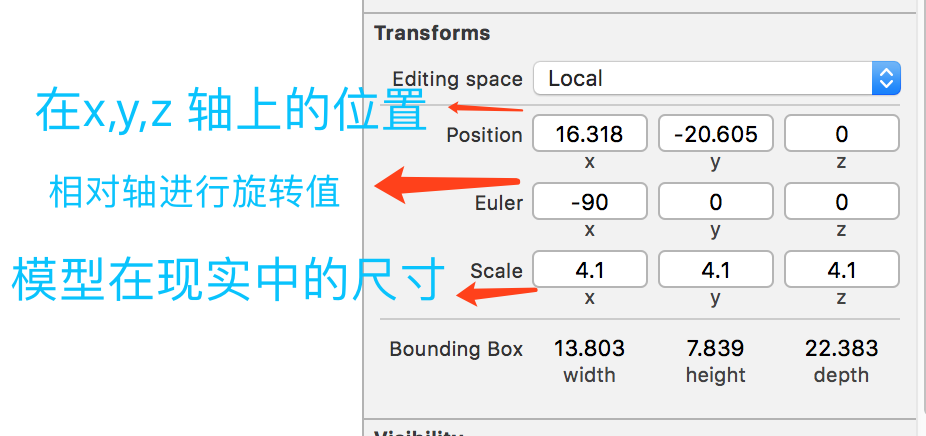 Transforms
Editing space Local
在x,y,z 轴上的位置
Position 16.318 -20.605 0
x y z
相对轴进行旋转值
Euler -90 0 0
x y z
模型在现实中的尺寸
Scale 4.1 4.1 4.1
x y z
Bounding Box 13.803 7.839 22.383
width height depth
Visibility